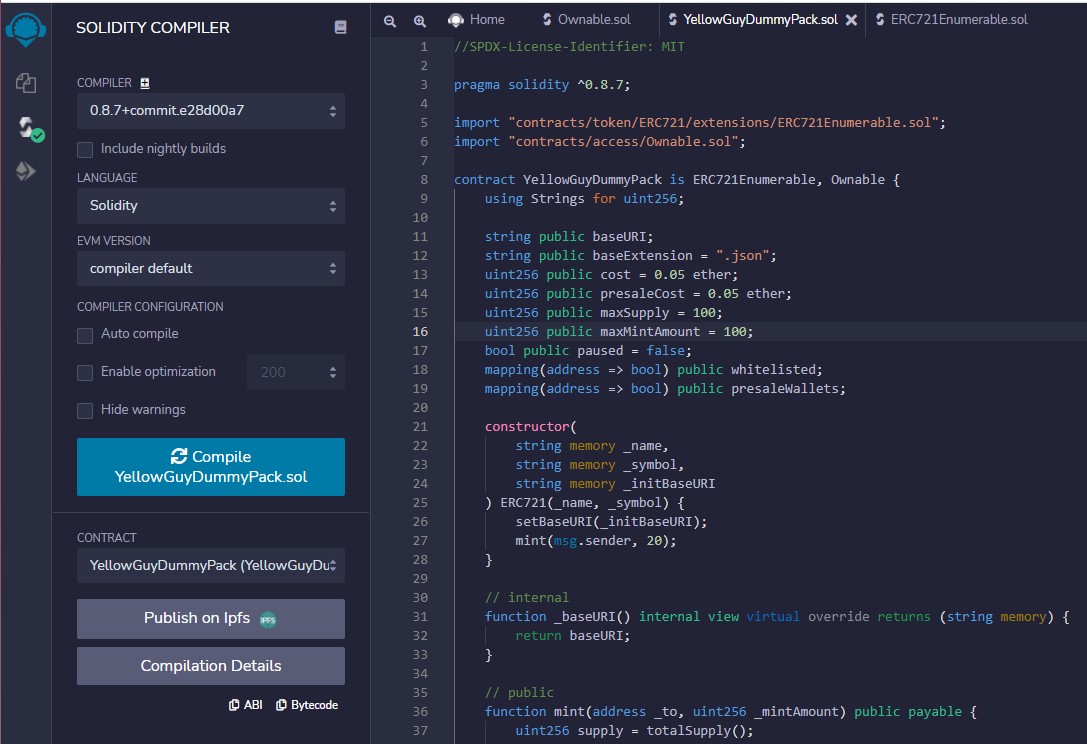 SOLIDITY COMPILER
COMPILER
0.8.7+commit.e28d00a7
Include nightly builds
LANGUAGE
Solidity
EVM VERSION
compiler default
COMPILER CONFIGURATION
Auto compile
Enable optimization 200
Hide warnings
Compile
YellowGuyDummyPack.sol
CONTRACT
YellowGuyDummyPack (YellowGuyDu
Publish on Ipfs IPFS
Compilation Details
ABI Bytecode
Home Ownable.sol YellowGuyDummyPack.sol ERC721Enumerable.sol
1 //SPDX-License-Identifier: MIT
2
3 pragma solidity ^0.8.7;
4
5 import "contracts/token/ERC721/extensions/ERC721Enumerable.sol";
6 import "contracts/access/Ownable.sol";
7
8 contract YellowGuyDummyPack is ERC721Enumerable, Ownable {
9 using Strings for uint256;
10
11 string public baseURI;
12 string public baseExtension = ".json";
13 uint256 public cost = 0.05 ether;
14 uint256 public presaleCost = 0.05 ether;
15 uint256 public maxSupply = 100;
16 uint256 public maxMintAmount = 100;
17 bool public paused = false;
18 mapping(address => bool) public whitelisted;
19 mapping(address => bool) public presaleWallets;
20
21 constructor(
22 string memory _name,
23 string memory _symbol,
24 string memory _initBaseURI
25 ) ERC721(_name, _symbol) {
26 setBaseURI(_initBaseURI);
27 mint(msg.sender, 20);
28 }
29
30 // internal
31 function _baseURI() internal view virtual override returns (string memory) {
32 return baseURI;
33 }
34
35 // public
36 function mint(address _to, uint256 _mintAmount) public payable {
37 uint256 supply = totalSupply();